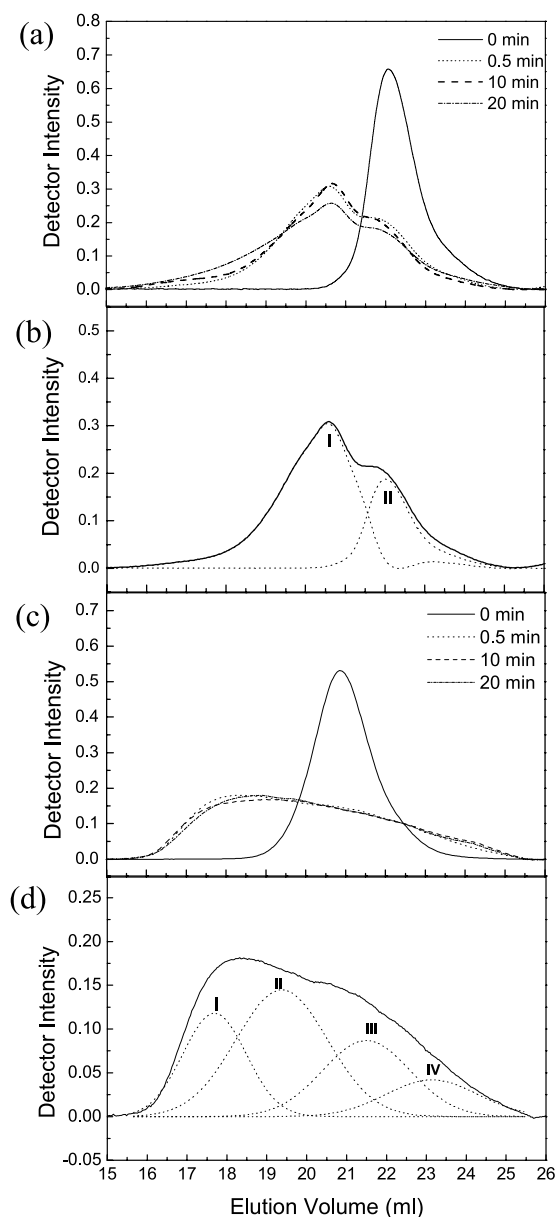 (a)
0.8
0.7
0.6
0.5
0.4
0.3
0.2
0.1
0.0
Detector Intensity
0 min
0.5 min
10 min
20 min
(b)
0.5
0.4
0.3
0.2
0.1
0.0
Detector Intensity
I
II
(c)
0.7
0.6
0.5
0.4
0.3
0.2
0.1
0.0
Detector Intensity
0 min
0.5 min
10 min
20 min
(d)
0.25
0.20
0.15
0.10
0.05
0.00
-0.05
Detector Intensity
I
II
III
IV
15 16 17 18 19 20 21 22 23 24 25 26
Elution Volume (ml)